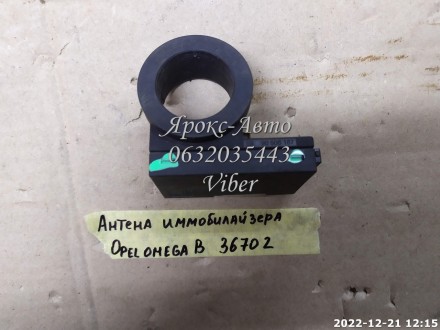 Ярокс-Авто
0632035443
Viber
Антена иммобилайзера
Opel omega B 36702
2022-12-21 12:15